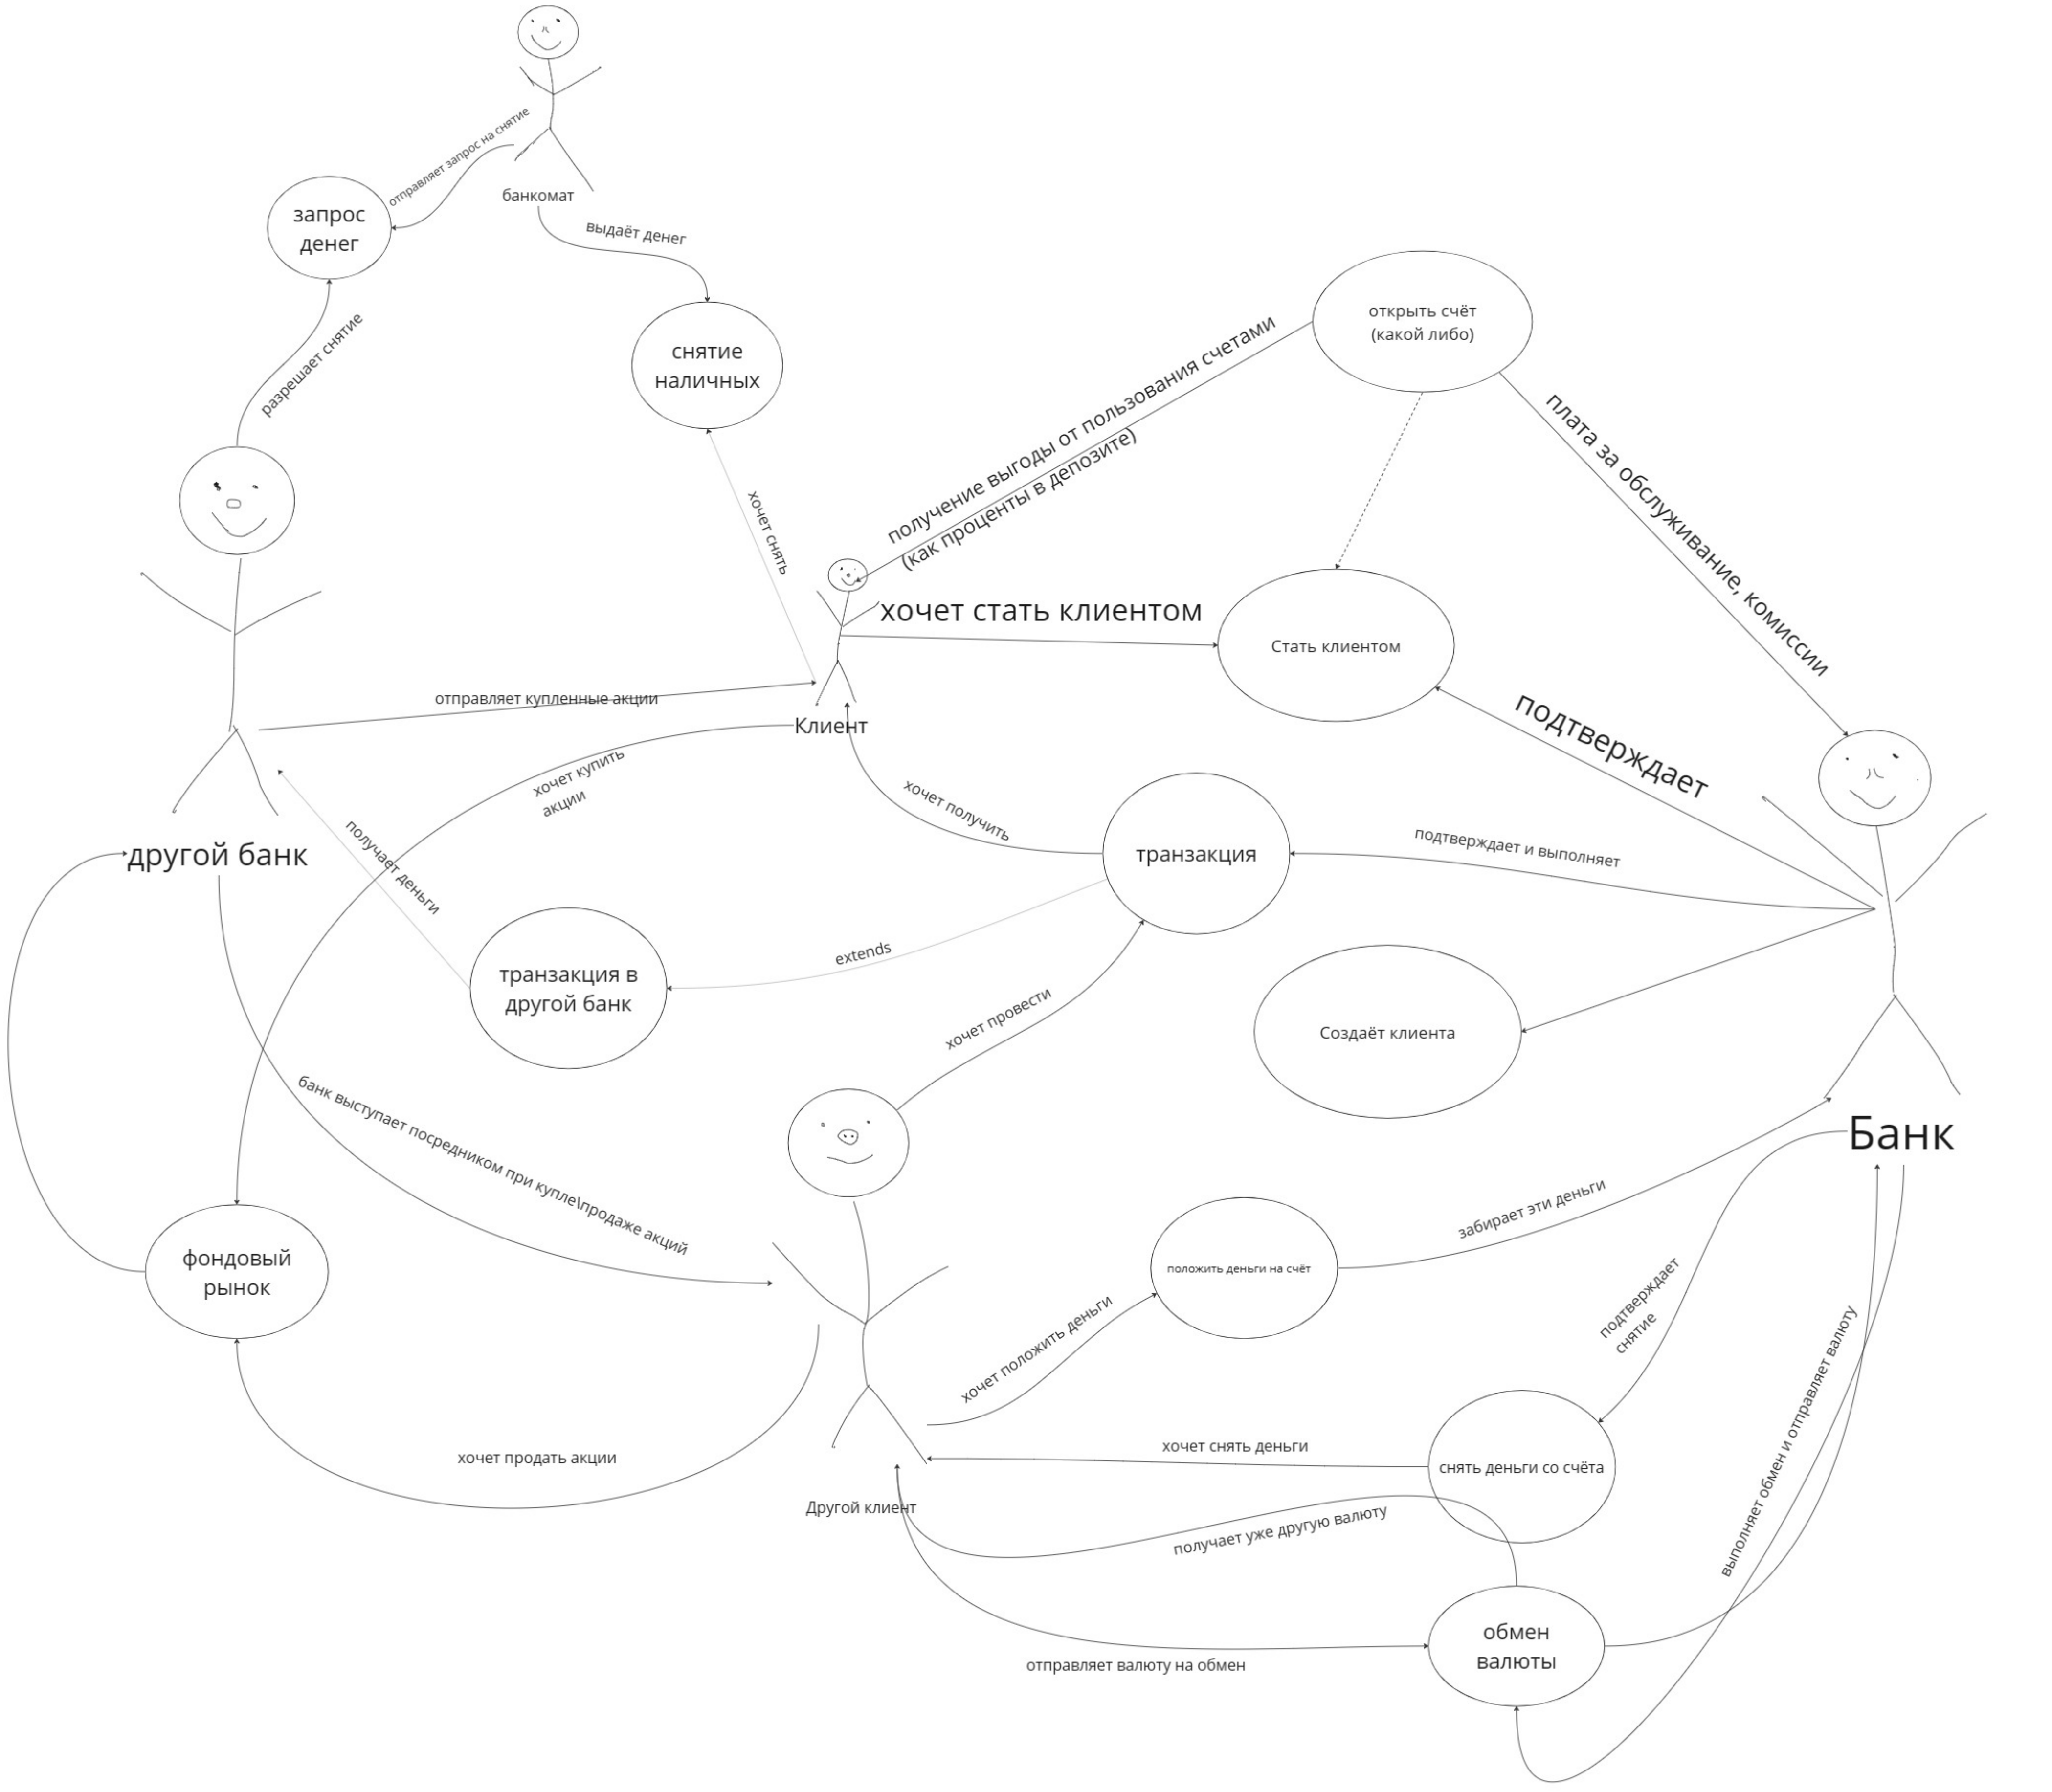 отправляет запрос на снятие
банкомат
запрос
денег
выдаёт денег
разрешает снятие
снятие
наличных
открыть счёт
(какой либо)
получение выгоды от пользования счетами
(как проценты в депозите)
плата за обслуживание, комиссии
хочет снять
хочет стать клиентом
Стать клиентом
отправляет купленные акции
Клиент
подтверждает
хочет купить
акции
хочет получить
получает деньги
другой банк
транзакция
подтверждает и выполняет
extends
транзакция в
другой банк
хочет провести
Создаёт клиента
банк выступает посредником при купле\продаже акций
Банк
забирает эти деньги
фондовый
рынок
положить деньги на счёт
хочет положить деньги
подтверждает
снятие
выполняет обмен и отправляет валюту
хочет продать акции
хочет снять деньги
снять деньги со счёта
Другой клиент
получает уже другую валюту
обмен
валюты
отправляет валюту на обмен